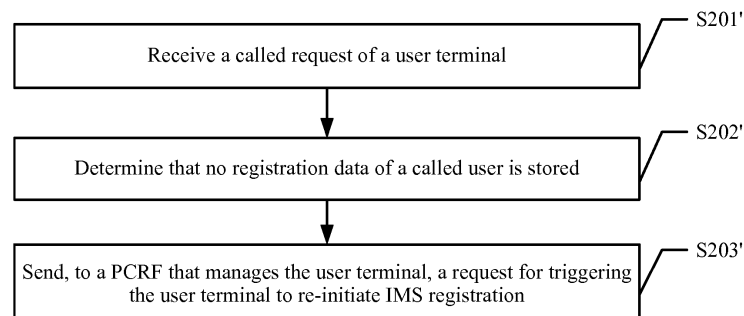 S201'
Receive a called request of a user terminal
S202'
Determine that no registration data of a called user is stored
S203'
Send, to a PCRF that manages the user terminal, a request for triggering
the user terminal to re-initiate IMS registration